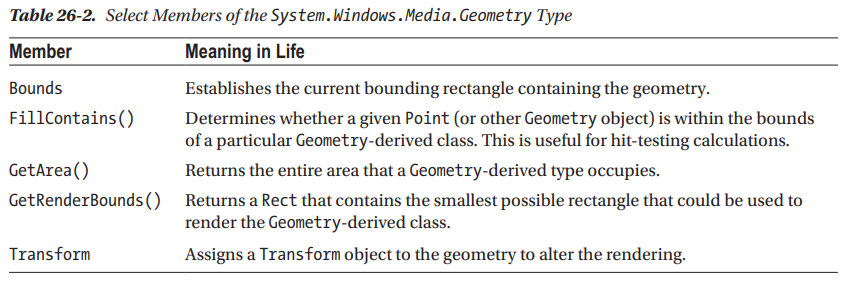 Table 26-2. Select Members of the System.Windows.Media.Geometry Type
Member Meaning in Life
Bounds Establishes the current bounding rectangle containing the geometry.
FillContains() Determines whether a given Point (or other Geometry object) is within the bounds
of a particular Geometry-derived class. This is useful for hit-testing calculations.
GetArea() Returns the entire area that a Geometry-derived type occupies.
GetRenderBounds() Returns a Rect that contains the smallest possible rectangle that could be used to
render the Geometry-derived class.
Transform Assigns a Transform object to the geometry to alter the rendering.